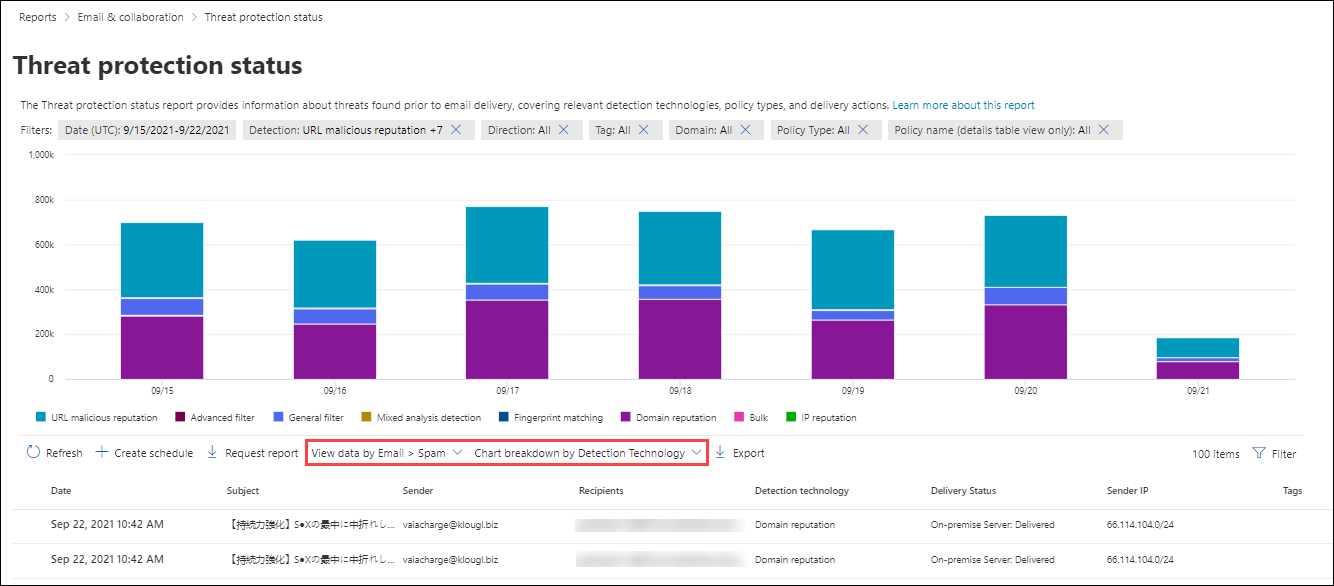 Reports > Email & collaboration > Threat protection status
Threat protection status
The Threat protection status report provides information about threats found prior to email delivery, covering relevant detection technologies, policy types, and delivery actions. Learn more about this report
Filters: Date (UTC): 9/15/2021-9/22/2021 Detection: URL malicious reputation +7 Direction: All Tag: All Domain: All Policy Type: All Policy name (details table view only): All
1,000k
800k
600k
400k
200k
0
09/15 09/16 09/17 09/18 09/19 09/20 09/21
URL malicious reputation Advanced filter General filter Mixed analysis detection Fingerprint matching Domain reputation Bulk IP reputation
Refresh Create schedule Request report View data by Email > Spam Chart breakdown by Detection Technology Export 100 items Filter
Date Subject Sender Recipients Detection technology Delivery Status Sender IP Tags
Sep 22, 2021 10:42 AM 【持続力強化】S●Xの最中に中折れし... vaiacharge@klougl.biz Domain reputation On-premise Server: Delivered 66.114.104.0/24
Sep 22, 2021 10:42 AM 【持続力強化】S●Xの最中に中折れし... vaiacharge@klougl.biz Domain reputation On-premise Server: Delivered 66.114.104.0/24